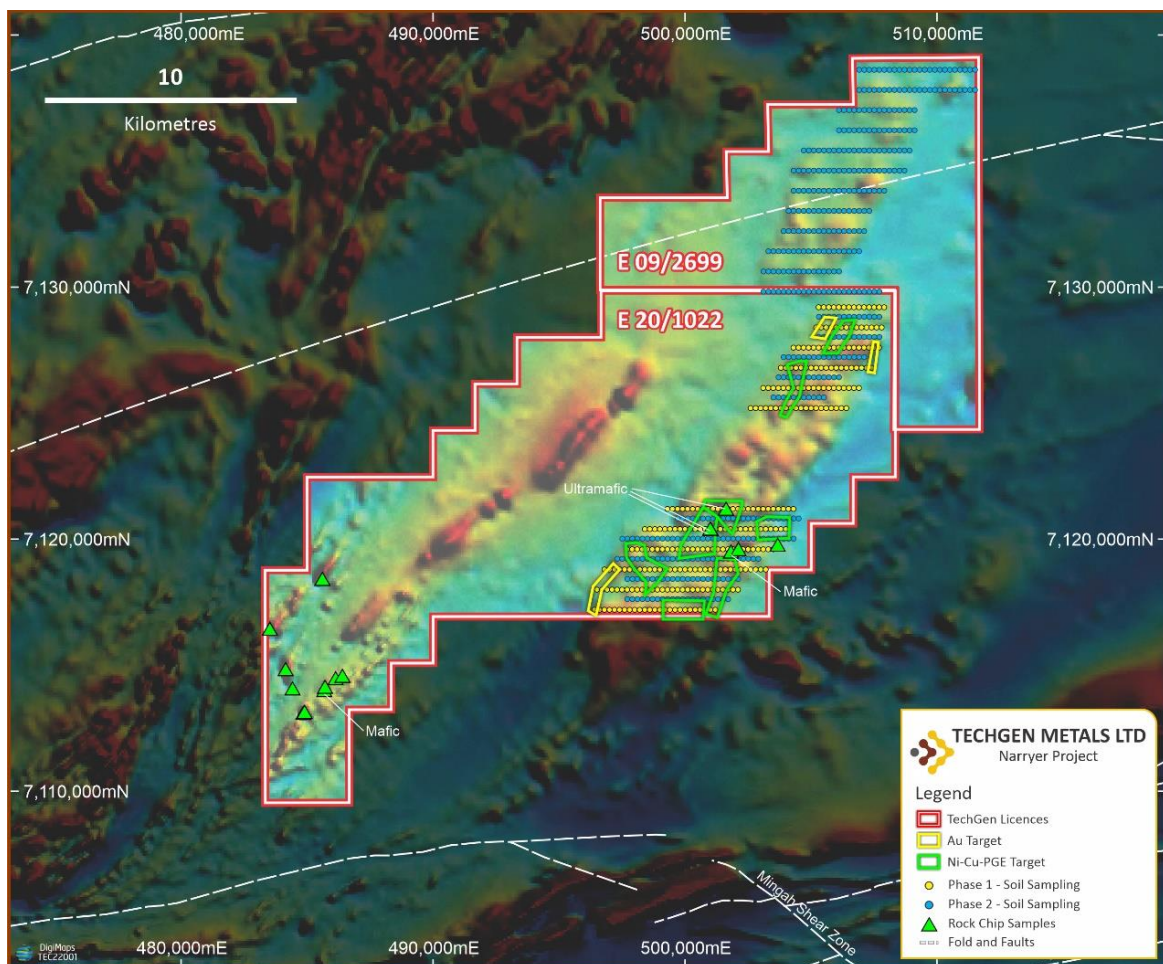 480,000mE
490,000mE
500,000mE
510,000mE
10
Kilometres
E 09/2699
7,130,000mN
7,130,000mN
E 20/1022
Ultramafic
7,120,000mN
7,120,000mN
Mafic
Mafic
7,110,000mN
TECHGEN METALS LTD
Narryer Project
Legend
TechGen Licences
Au Target
Ni-Cu-PGE Target
Phase 1 - Soil Sampling
Phase 2 - Soil Sampling
Rock Chip Samples
Fold and Faults
Mingah Shear Zone
480,000mE
490,000mE
500,000mE
DigiMaps
TEC22001